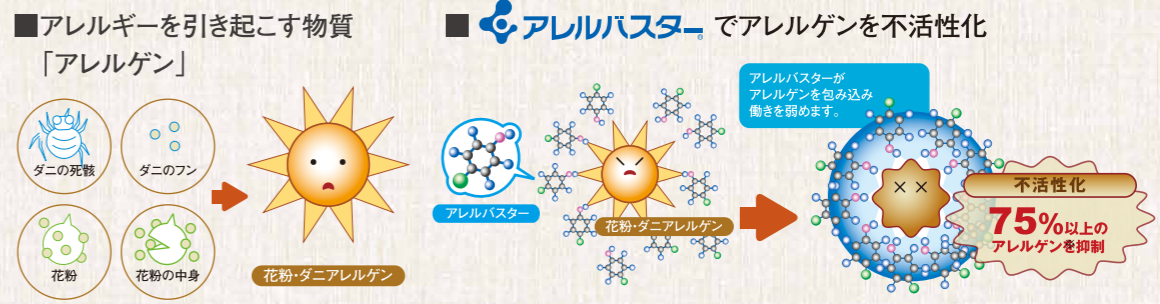 ■アレルギーを引き起こす物質
「アレルゲン」
ダニの死骸
ダニのフン
花粉
花粉の中身
花粉・ダニアレルゲン
■ アレルバスター® でアレルゲンを不活性化
アレルバスター
花粉・ダニアレルゲン
アレルバスターが
アレルゲンを包み込み
働きを弱めます。
不活性化
75%以上の
アレルゲンを抑制